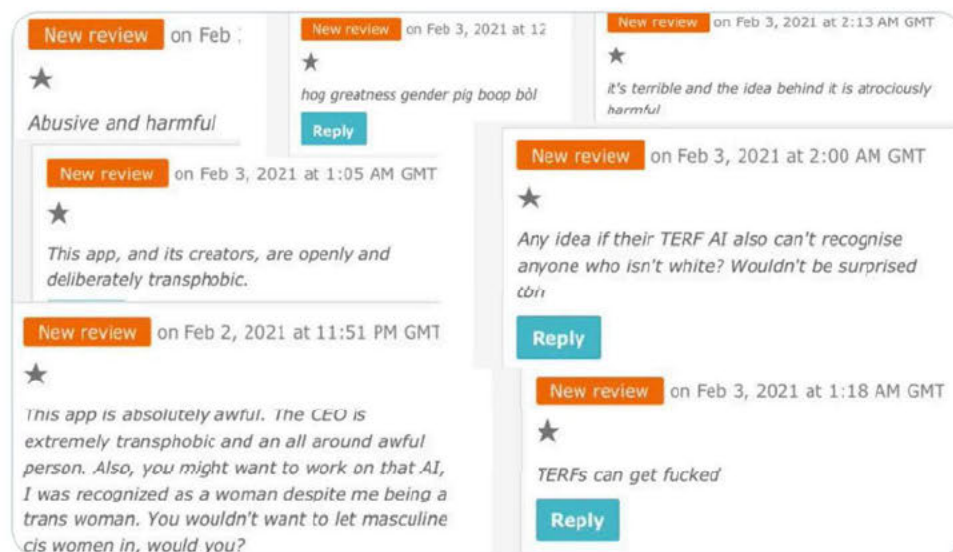 New review on Feb
Abusive and harmful
New review on Feb 3, 2021 at 12
hog greatness gender pig boop bòl
Reply
New review on Feb 3, 2021 at 2:13 AM GMT
it's terrible and the idea behind it is atrociously
harmful
New review on Feb 3, 2021 at 1:05 AM GMT
This app, and its creators, are openly and
deliberately transphobic.
New review on Feb 3, 2021 at 2:00 AM GMT
Any idea if their TERF AI also can't recognise
anyone who isn't white? Wouldn't be surprised
tbh
Reply
New review on Feb 2, 2021 at 11:51 PM GMT
This app is absolutely awful. The CEO is
extremely transphobic and an all around awful
person. Also, you might want to work on that AI,
I was recognized as a woman despite me being a
trans woman. You wouldn't want to let masculine
cis women in, would you?
New review on Feb 3, 2021 at 1:18 AM GMT
TERFs can get fucked
Reply